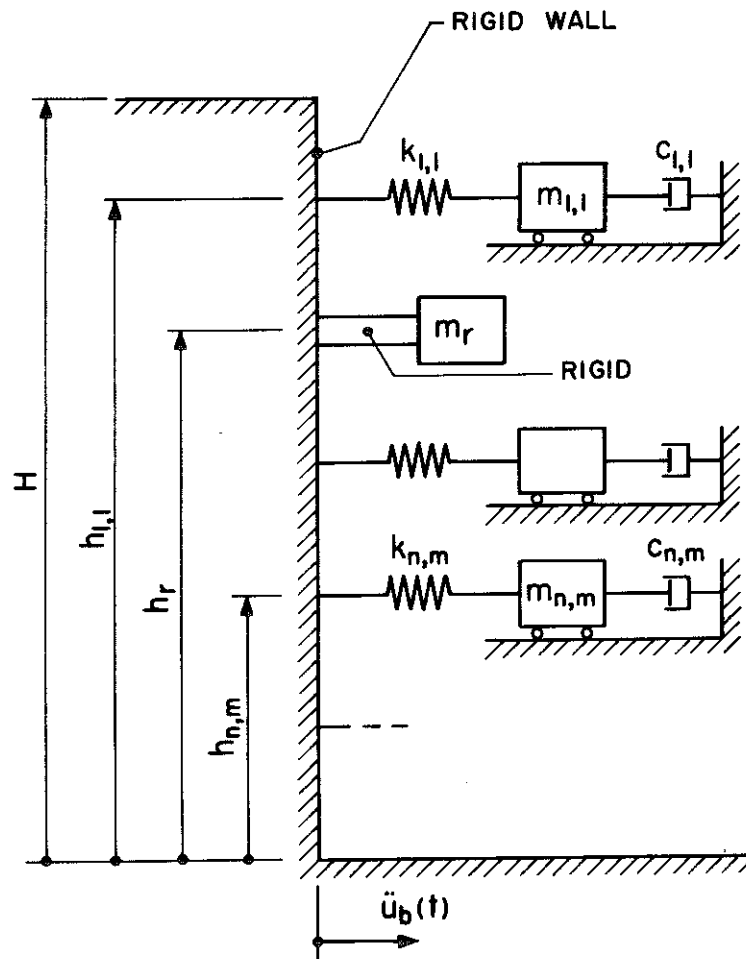 RIGID WALL
k1,1
m1,1
c1,1
mr
RIGID
H
h1,1
hr
hn,m
kn,m
mn,m
cn,m
üb(t)